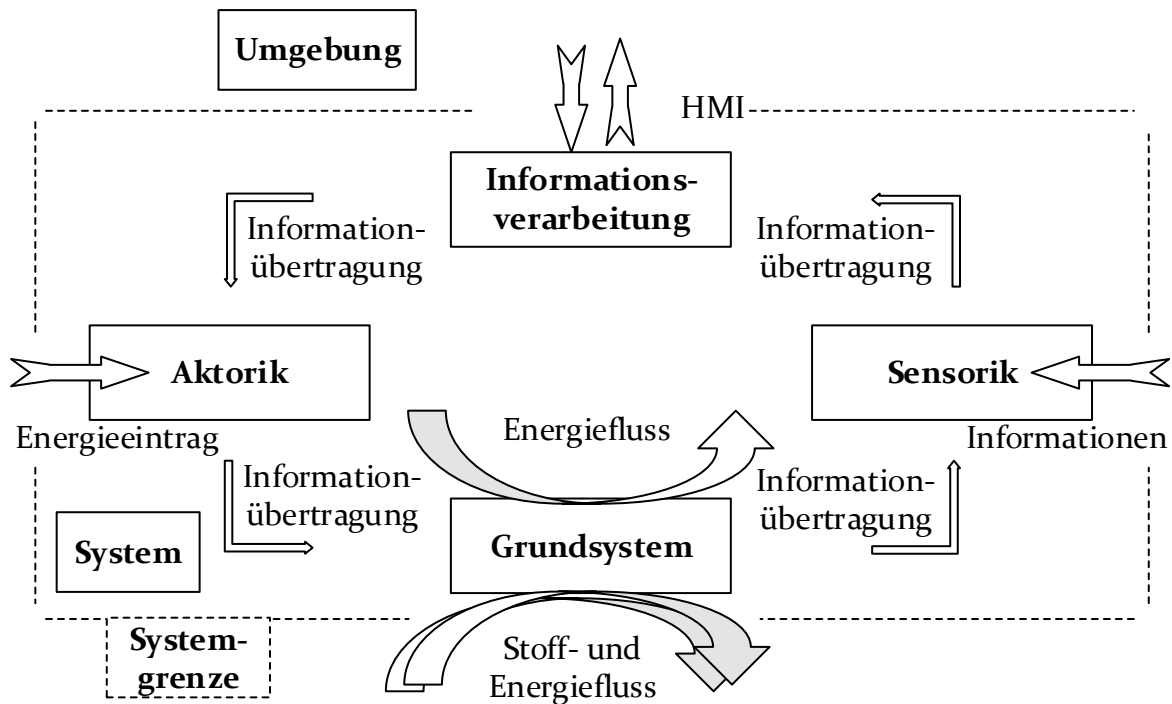 Umgebung
HMI
Informations-
verarbeitung
Information-
übertragung
Information-
übertragung
Aktorik
Sensorik
Energieeintrag
Energiefluss
Informationen
Information-
übertragung
Information-
übertragung
System
Grundsystem
System-
grenze
Stoff- und
Energiefluss